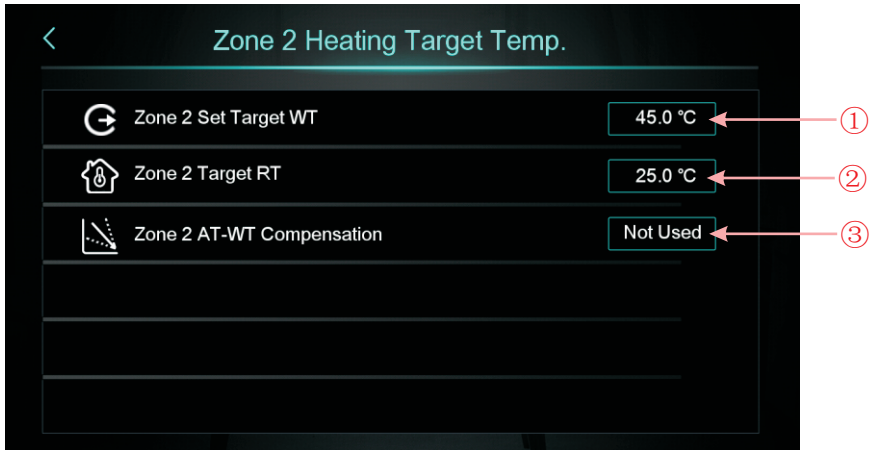 Zone 2 Heating Target Temp.
Zone 2 Set Target WT 45.0 ℃ ①
Zone 2 Target RT 25.0 ℃ ②
Zone 2 AT-WT Compensation Not Used ③